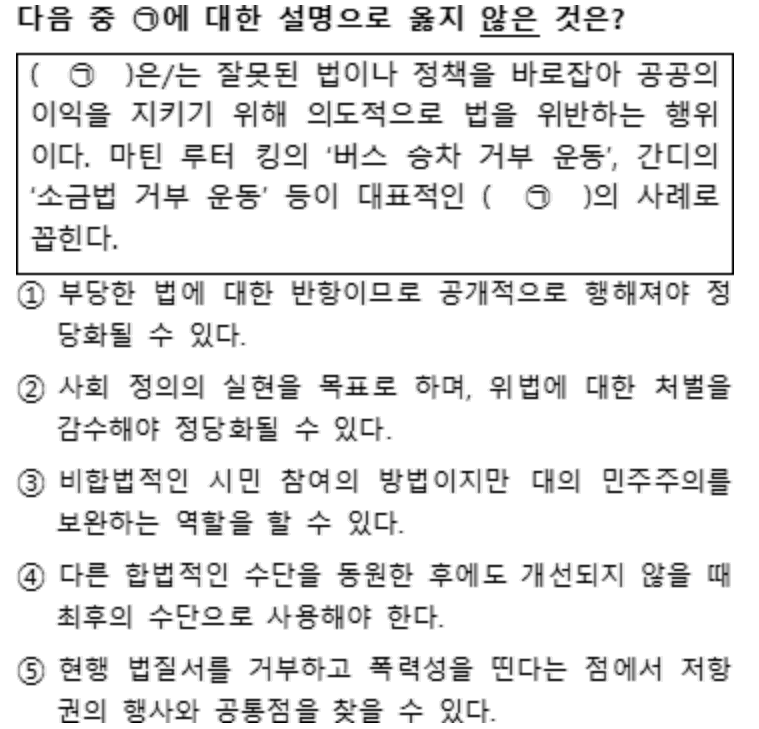 다음 중 ㉠에 대한 설명으로 옳지 않은 것은?
( ㉠ )은/는 잘못된 법이나 정책을 바로잡아 공공의
이익을 지키기 위해 의도적으로 법을 위반하는 행위
이다. 마틴 루터 킹의 '버스 승차 거부 운동', 간디의
'소금법 거부 운동' 등이 대표적인 ( ㉠ )의 사례로
꼽힌다.
① 부당한 법에 대한 반항이므로 공개적으로 행해져야 정
당화될 수 있다.
② 사회 정의의 실현을 목표로 하며, 위법에 대한 처벌을
감수해야 정당화될 수 있다.
③ 비합법적인 시민 참여의 방법이지만 대의 민주주의를
보완하는 역할을 할 수 있다.
④ 다른 합법적인 수단을 동원한 후에도 개선되지 않을 때
최후의 수단으로 사용해야 한다.
⑤ 현행 법질서를 거부하고 폭력성을 띤다는 점에서 저항
권의 행사와 공통점을 찾을 수 있다.